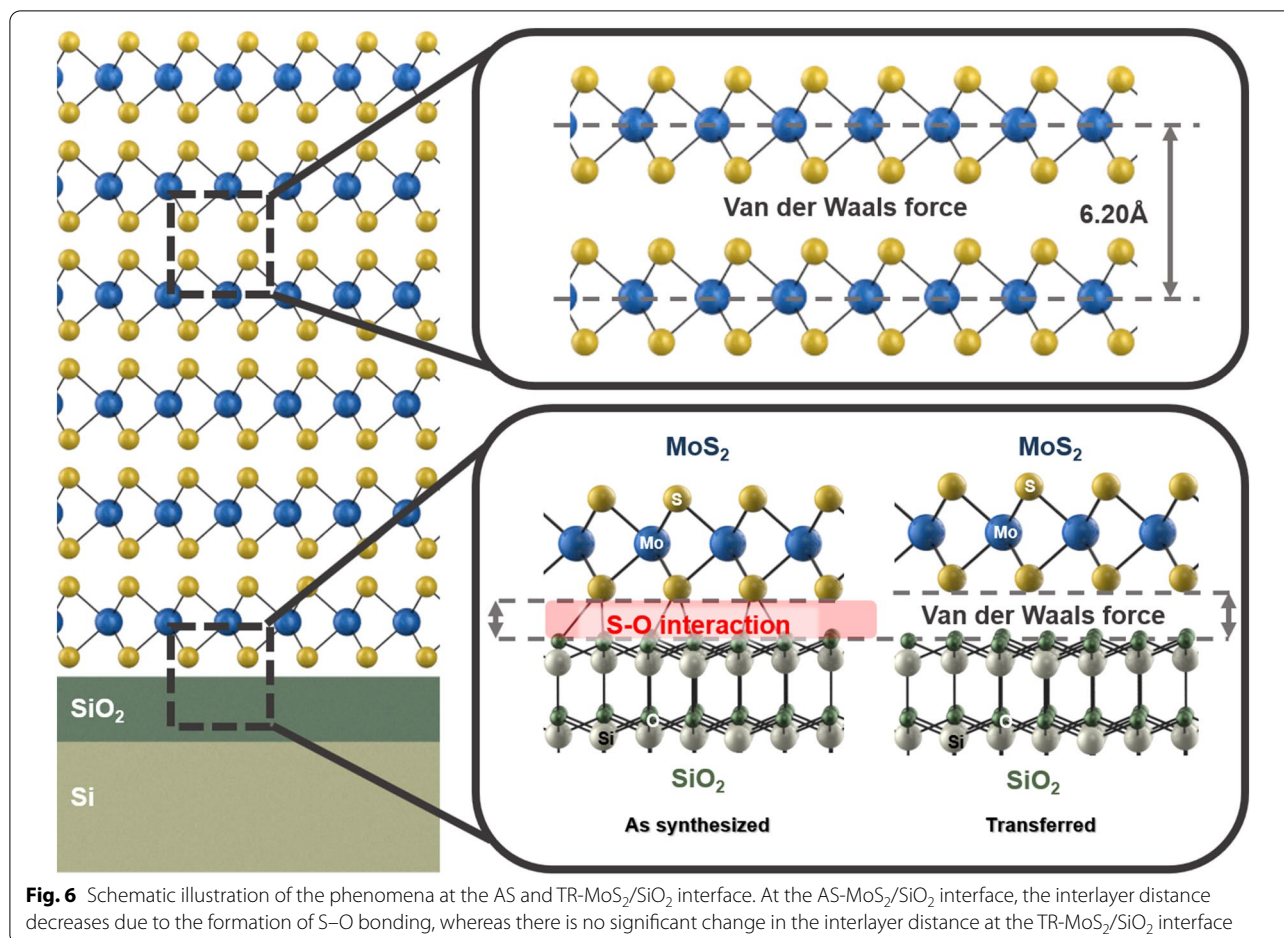 Van der Waals force
6.20Å
MoS₂
MoS₂
S
S
Mo
Mo
S-O interaction
Van der Waals force
O
O
Si
Si
SiO₂
SiO₂
As synthesized
Transferred
SiO₂
Si
Fig. 6 Schematic illustration of the phenomena at the AS and TR-MoS₂/SiO₂ interface. At the AS-MoS₂/SiO₂ interface, the interlayer distance
decreases due to the formation of S–O bonding, whereas there is no significant change in the interlayer distance at the TR-MoS₂/SiO₂ interface